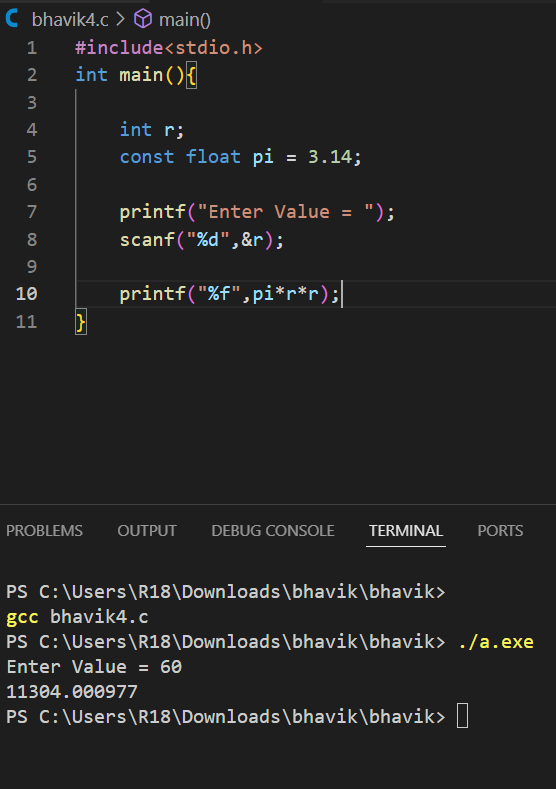 bhavik4.c > main()
1 #include<stdio.h>
2 int main(){
3
4 int r;
5 const float pi = 3.14;
6
7 printf("Enter Value = ");
8 scanf("%d",&r);
9
10 printf("%f",pi*r*r);
11 }
PROBLEMS OUTPUT DEBUG CONSOLE TERMINAL PORTS
PS C:\Users\R18\Downloads\bhavik\bhavik>
gcc bhavik4.c
PS C:\Users\R18\Downloads\bhavik\bhavik> ./a.exe
Enter Value = 60
11304.000977
PS C:\Users\R18\Downloads\bhavik\bhavik>